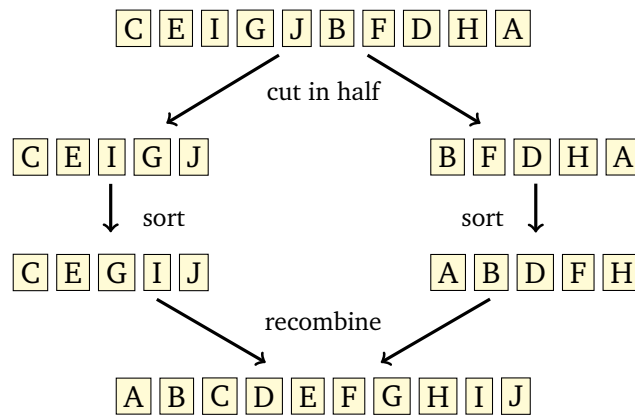 C E I G J B F D H A
cut in half
C E I G J B F D H A
sort sort
C E G I J A B D F H
recombine
A B C D E F G H I J